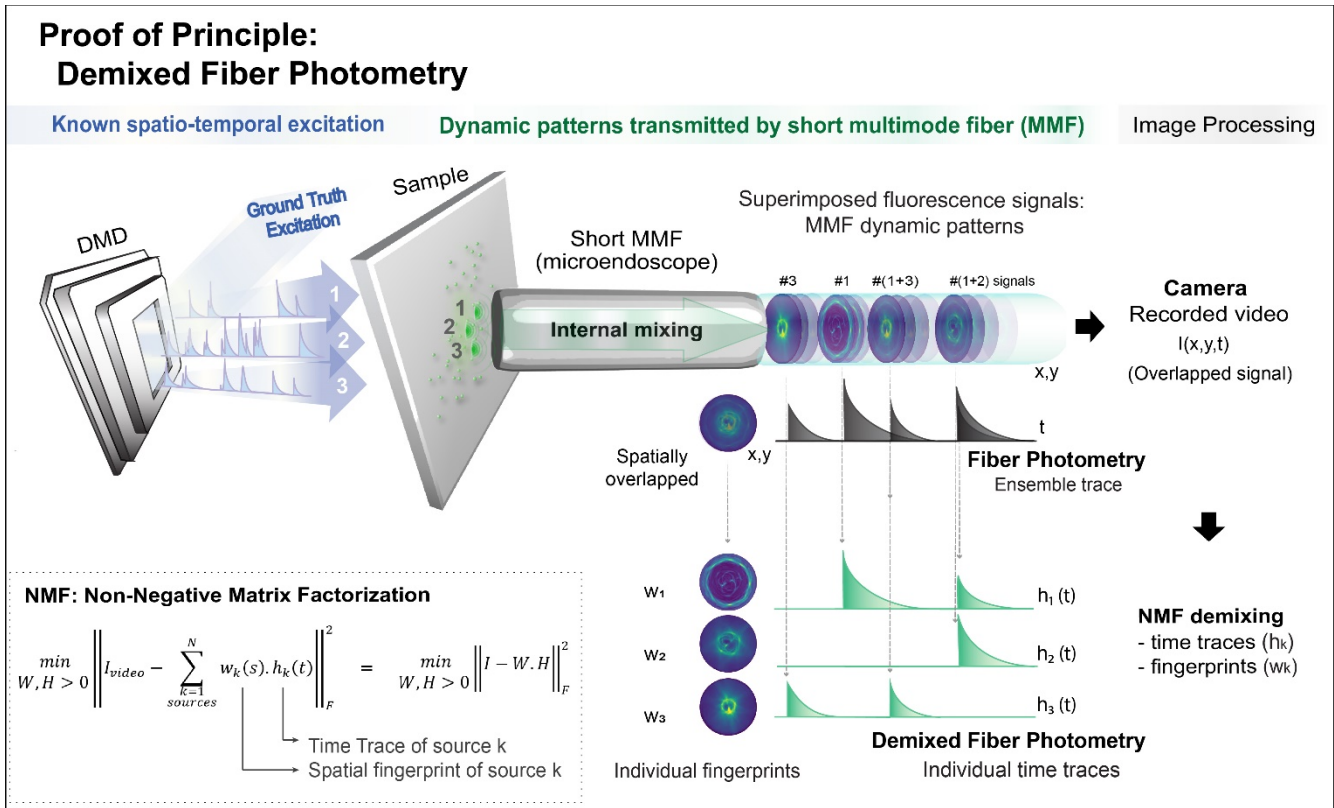 Proof of Principle:
Demixed Fiber Photometry
Known spatio-temporal excitation
Dynamic patterns transmitted by short multimode fiber (MMF)
Image Processing
DMD
Ground Truth
Excitation
1
2
3
Sample
1
2
3
Short MMF
(microendoscope)
Internal mixing
Superimposed fluorescence signals:
MMF dynamic patterns
#3
#1
#(1+3)
#(1+2) signals
x,y
Camera
Recorded video
I(x,y,t)
(Overlapped signal)
Spatially
overlapped
x,y
t
Fiber Photometry
Ensemble trace
W₁
h₁ (t)
W₂
h₂ (t)
W₃
h₃ (t)
Demixed Fiber Photometry
Individual fingerprints
Individual time traces
NMF demixing
- time traces (hₖ)
- fingerprints (wₖ)
NMF: Non-Negative Matrix Factorization
min W, H > 0 ‖I_video − ∑ k=1 sources N w_k(s). h_k(t)‖ 2 F = min W, H > 0 ‖I − W. H‖ 2 F
Time Trace of source k
Spatial fingerprint of source k